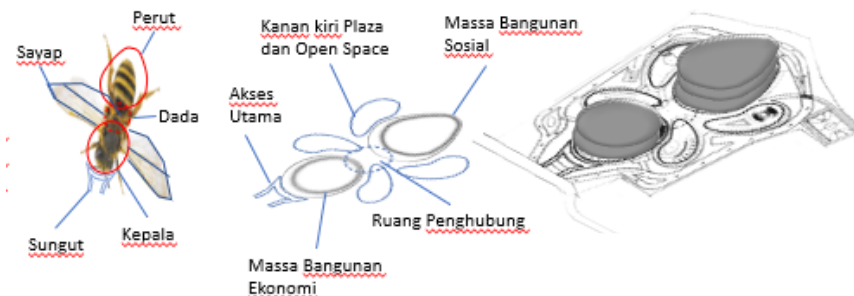 Perut
Sayap
Dada
Sungut
Kepala
Kanan kiri Plaza
dan Open Space
Massa Bangunan
Sosial
Akses
Utama
Ruang Penghubung
Massa Bangunan
Ekonomi